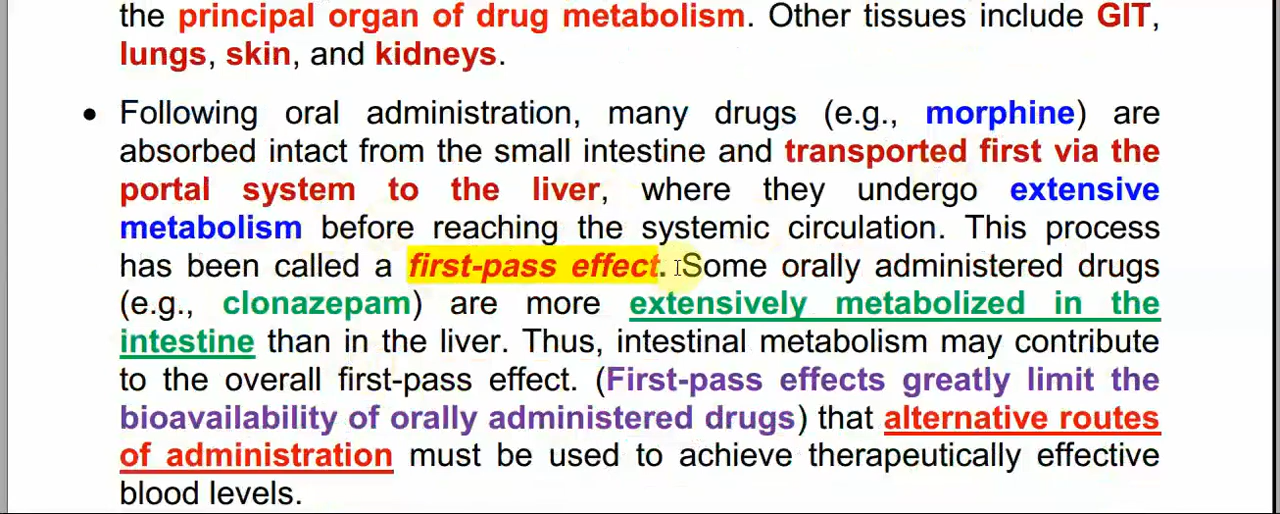 the principal organ of drug metabolism. Other tissues include GIT,
lungs, skin, and kidneys.
• Following oral administration, many drugs (e.g., morphine) are
absorbed intact from the small intestine and transported first via the
portal system to the liver, where they undergo extensive
metabolism before reaching the systemic circulation. This process
has been called a first-pass effect. Some orally administered drugs
(e.g., clonazepam) are more extensively metabolized in the
intestine than in the liver. Thus, intestinal metabolism may contribute
to the overall first-pass effect. (First-pass effects greatly limit the
bioavailability of orally administered drugs) that alternative routes
of administration must be used to achieve therapeutically effective
blood levels.